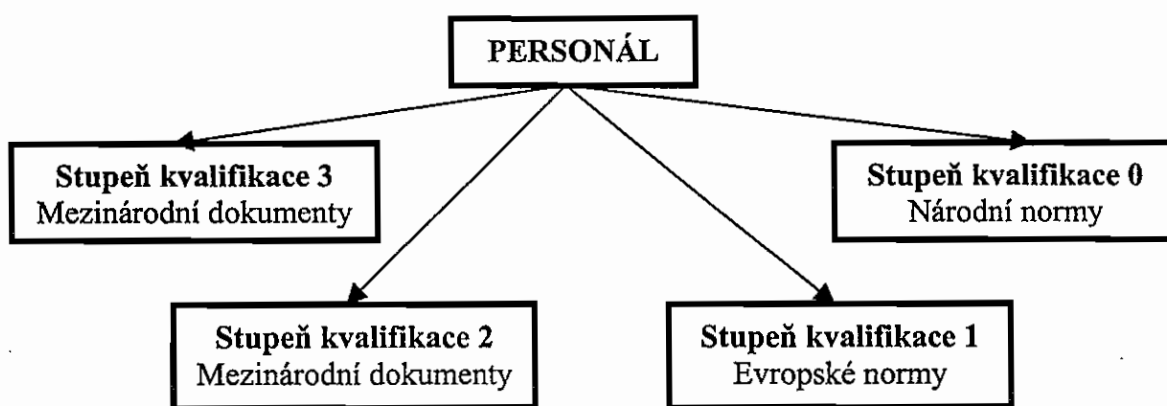 PERSONÁL
Stupeň kvalifikace 3
Mezinárodní dokumenty
Stupeň kvalifikace 0
Národní normy
Stupeň kvalifikace 2
Mezinárodní dokumenty
Stupeň kvalifikace 1
Evropské normy